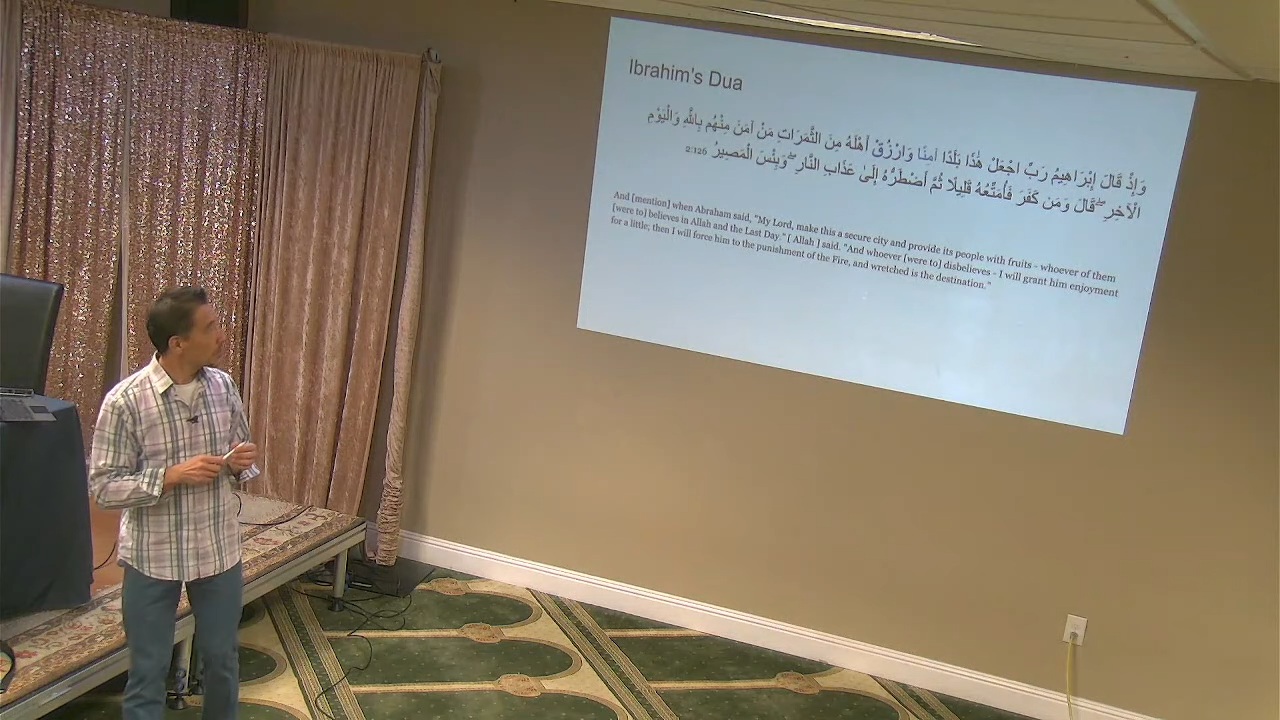 Ibrahim's Dua
وَإِذْ قَالَ إِبْرَاهِيمُ رَبِّ اجْعَلْ هَٰذَا بَلَدًا آمِنًا وَارْزُقْ أَهْلَهُ مِنَ الثَّمَرَاتِ مَنْ آمَنَ مِنْهُم بِاللَّهِ وَالْيَوْمِ
الْآخِرِ ۖ قَالَ وَمَن كَفَرَ فَأُمَتِّعُهُ قَلِيلًا ثُمَّ أَضْطَرُّهُ إِلَىٰ عَذَابِ النَّارِ ۖ وَبِئْسَ الْمَصِيرُ 2:126
And [mention] when Abraham said, "My Lord, make this a secure city and provide its people with fruits - whoever of them
[were to] believes in Allah and the Last Day." [ Allah ] said. "And whoever [were to] disbelieves - I will grant him enjoyment
for a little; then I will force him to the punishment of the Fire, and wretched is the destination."